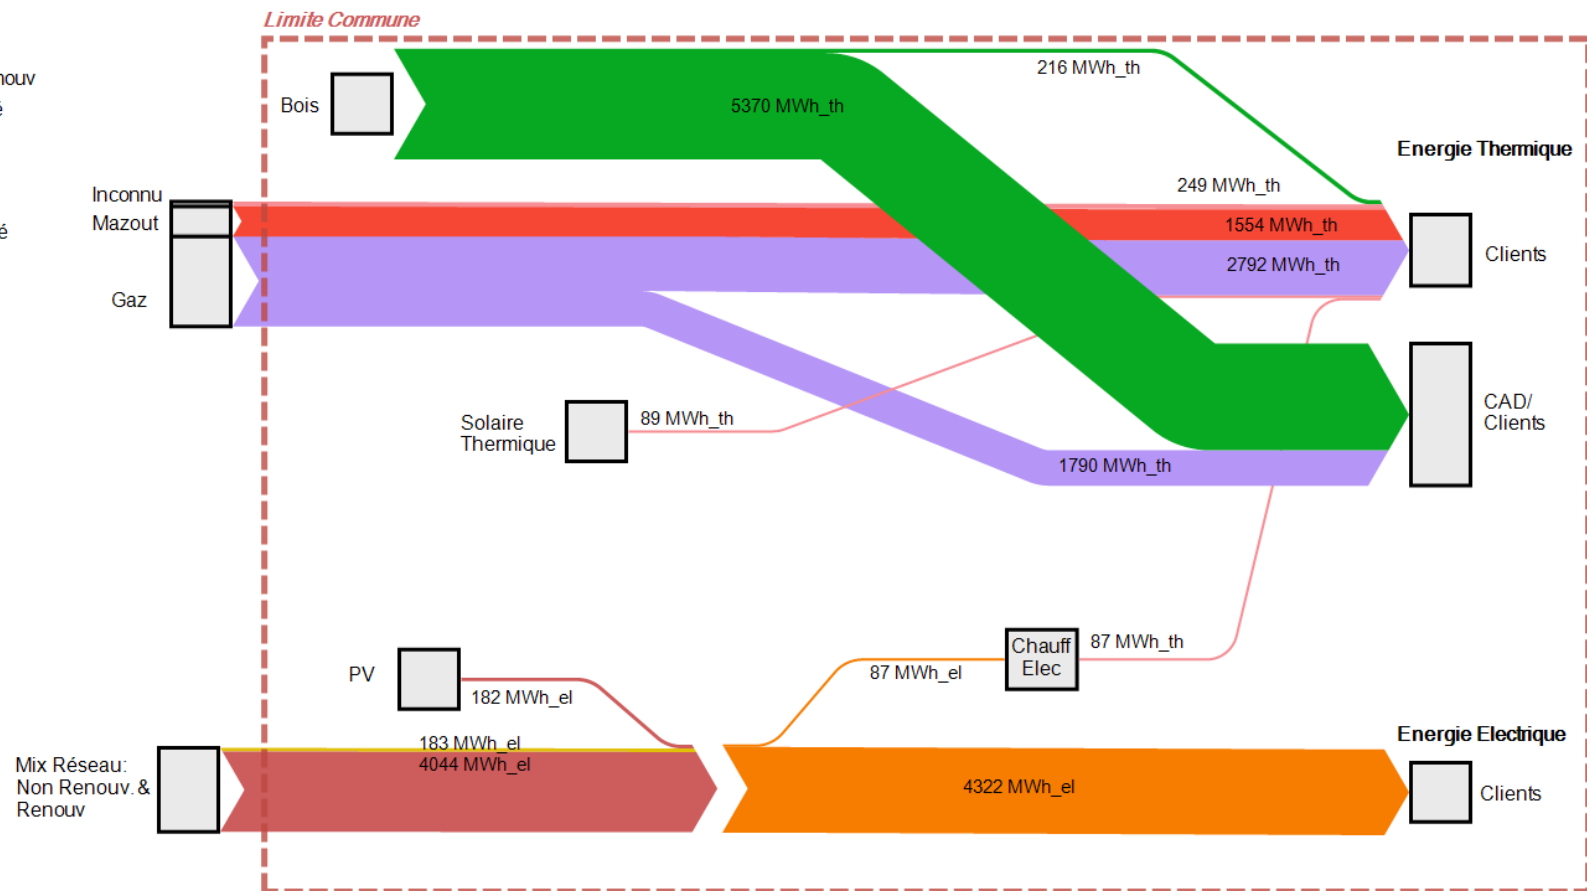 Limite Commune
nouv
é
é
Bois
5370 MWh_th
216 MWh_th
Energie Thermique
Inconnu
Mazout
Gaz
249 MWh_th
1554 MWh_th
2792 MWh_th
Clients
Solaire
Thermique
89 MWh_th
CAD/
Clients
1790 MWh_th
PV
182 MWh_el
87 MWh_el
Chauff
Elec
87 MWh_th
Mix Réseau:
Non Renouv. &
Renouv
183 MWh_el
4044 MWh_el
4322 MWh_el
Energie Electrique
Clients